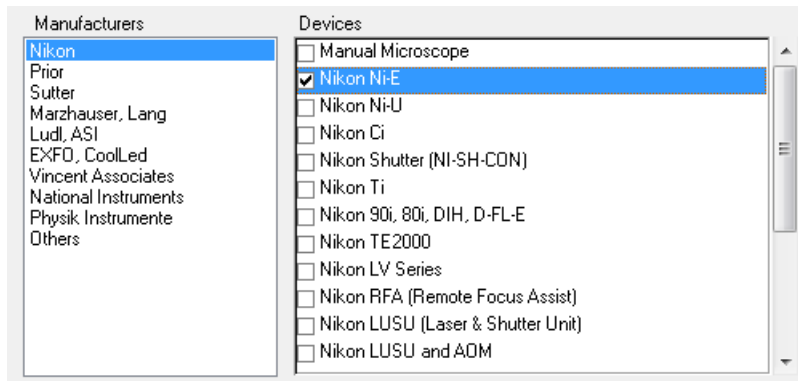 Manufacturers
Nikon
Prior
Sutter
Marzhauser, Lang
Ludl, ASI
EXFO, CoolLed
Vincent Associates
National Instruments
Physik Instrumente
Others
Devices
Manual Microscope
Nikon Ni-E
Nikon Ni-U
Nikon Ci
Nikon Shutter (NI-SH-CON)
Nikon Ti
Nikon 90i, 80i, DIH, D-FL-E
Nikon TE2000
Nikon LV Series
Nikon RFA (Remote Focus Assist)
Nikon LUSU (Laser & Shutter Unit)
Nikon LUSU and AOM